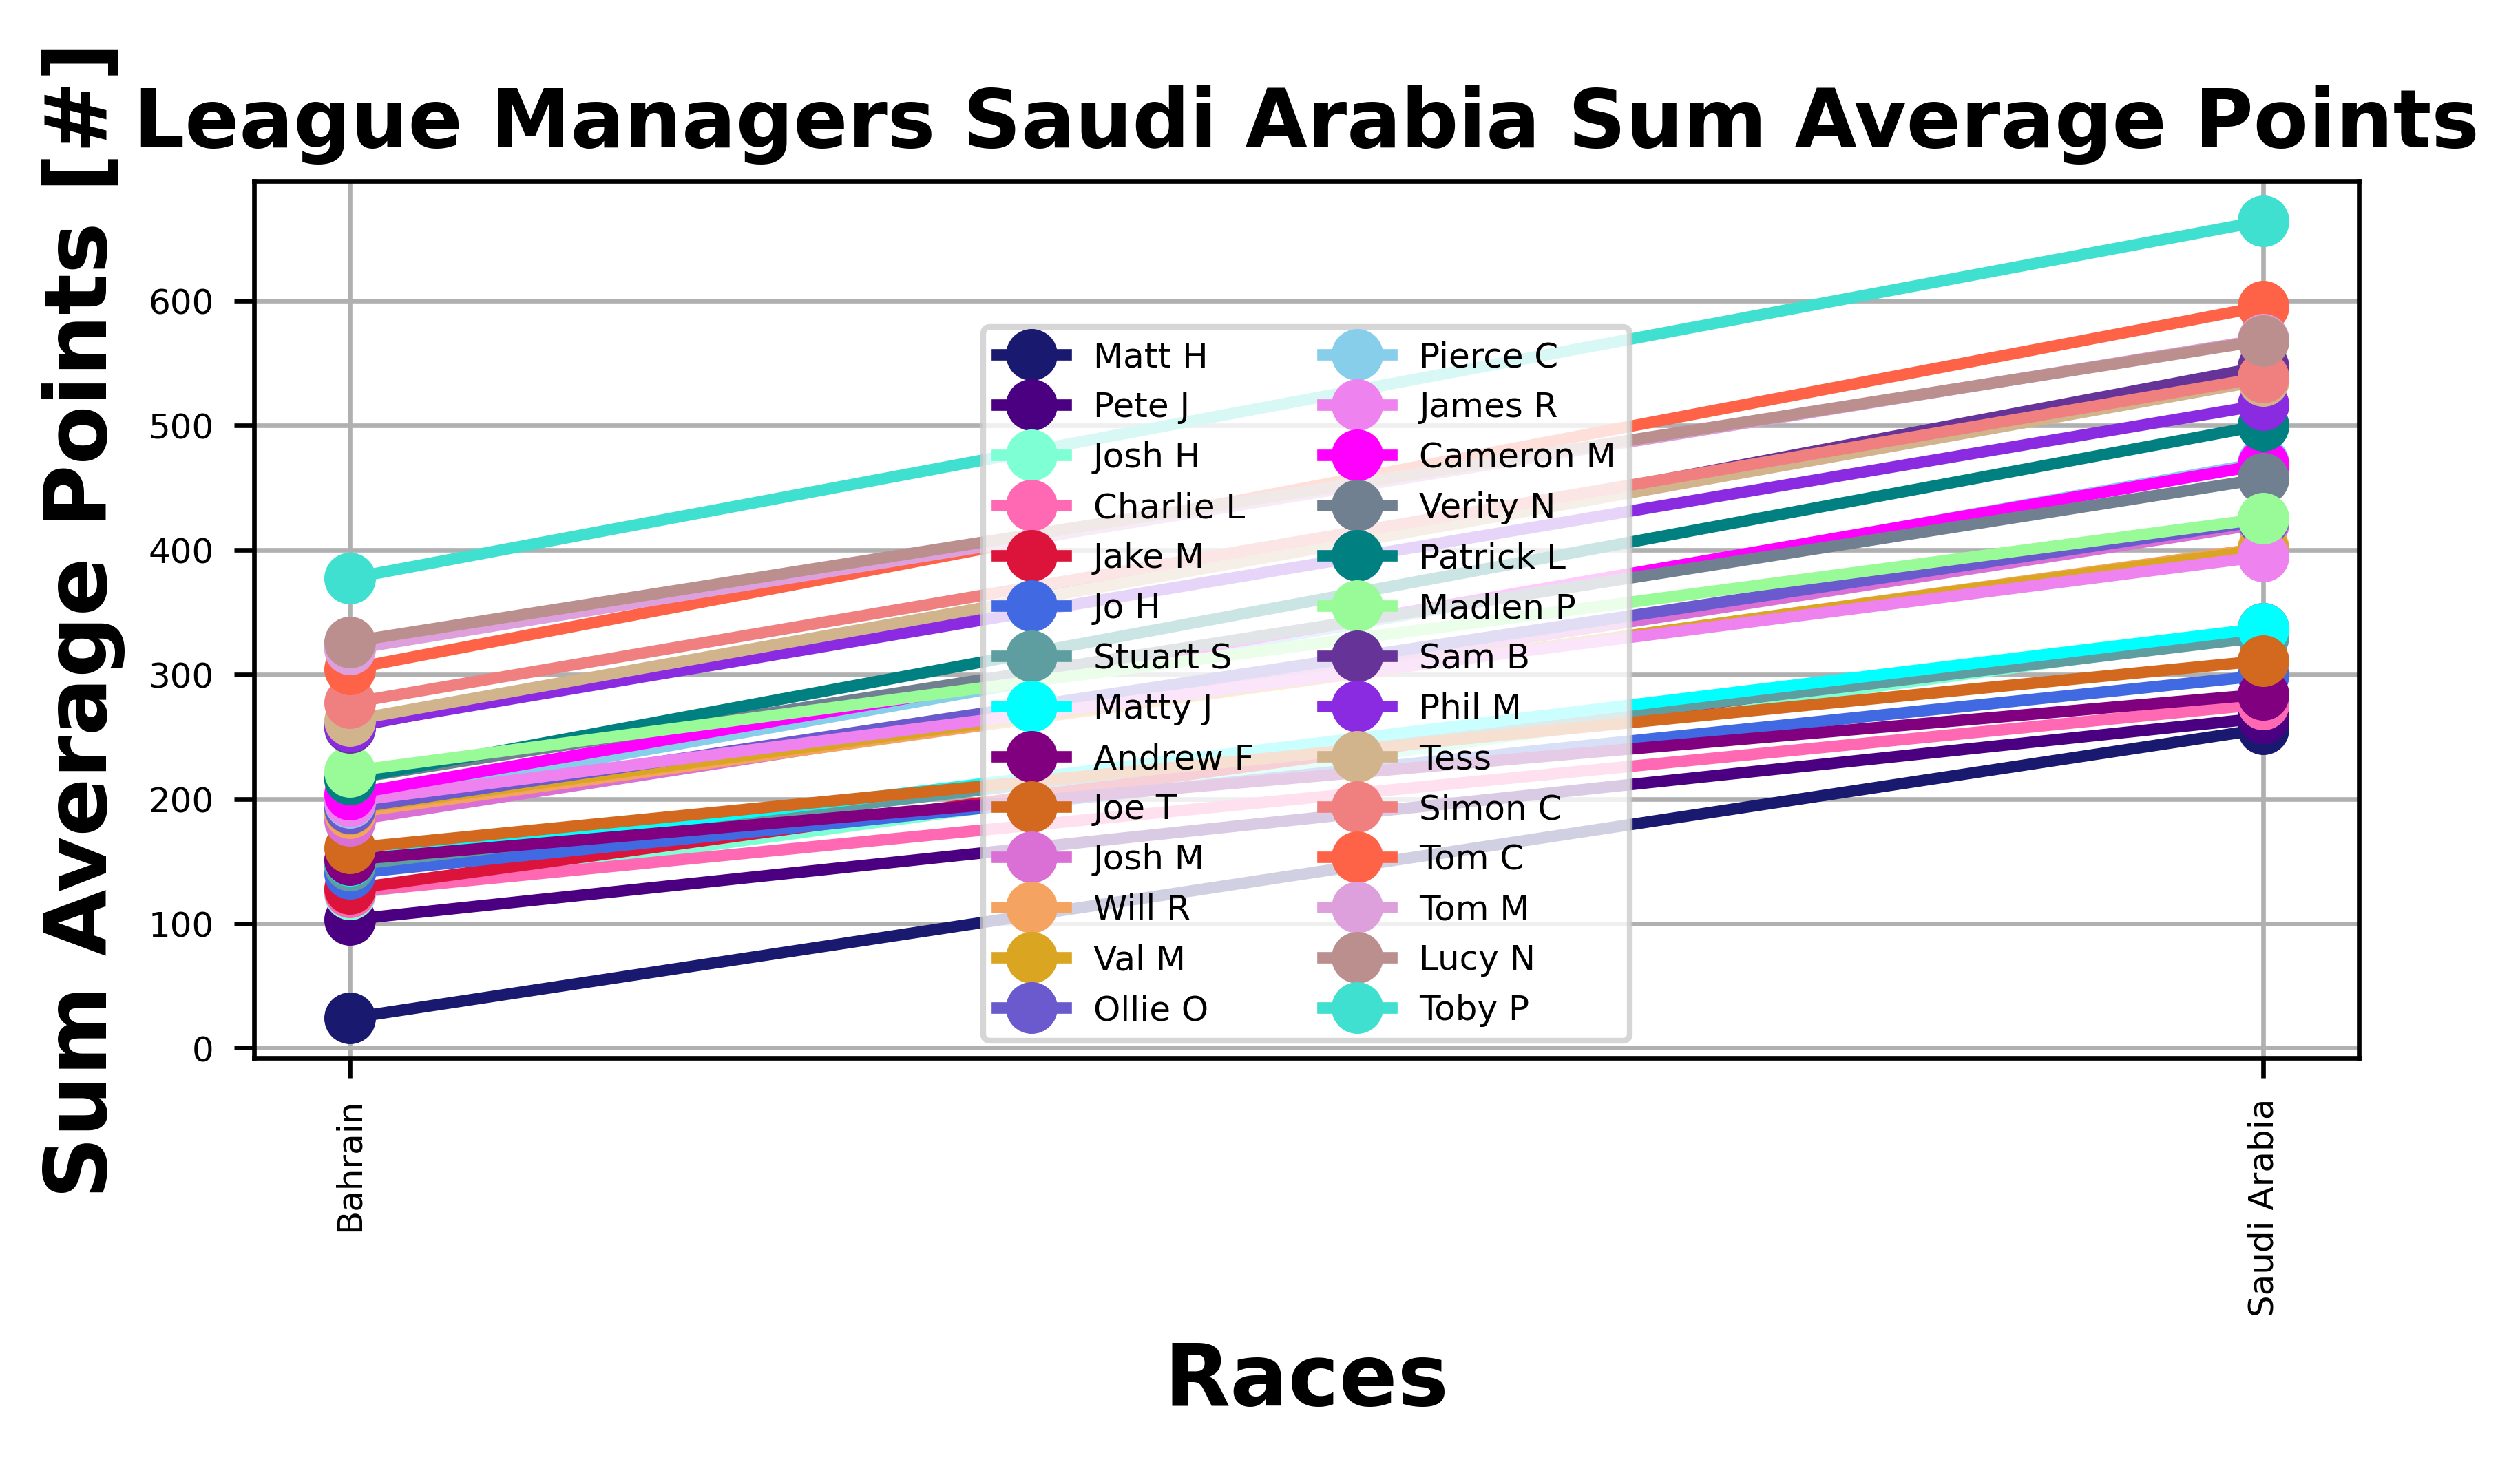 League Managers Saudi Arabia Sum Average Points
Sum Average Points [#]
600
500
400
300
200
100
0
Matt H
Pete J
Josh H
Charlie L
Jake M
Jo H
Stuart S
Matty J
Andrew F
Joe T
Josh M
Will R
Val M
Ollie O
Pierce C
James R
Cameron M
Verity N
Patrick L
Madlen P
Sam B
Phil M
Tess
Simon C
Tom C
Tom M
Lucy N
Toby P
Bahrain
Saudi Arabia
Races